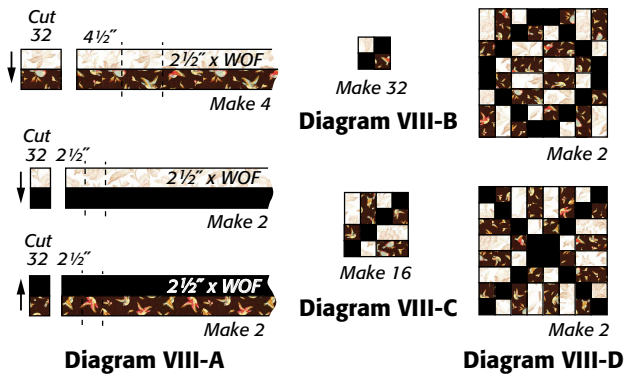 Cut
32
4½"
2½" x WOF
Make 4
Cut
32
2½"
2½" x WOF
Make 2
Cut
32
2½"
2½" x WOF
Make 2
Diagram VIII-A
Make 32
Diagram VIII-B
Make 16
Diagram VIII-C
Make 2
Make 2
Diagram VIII-D